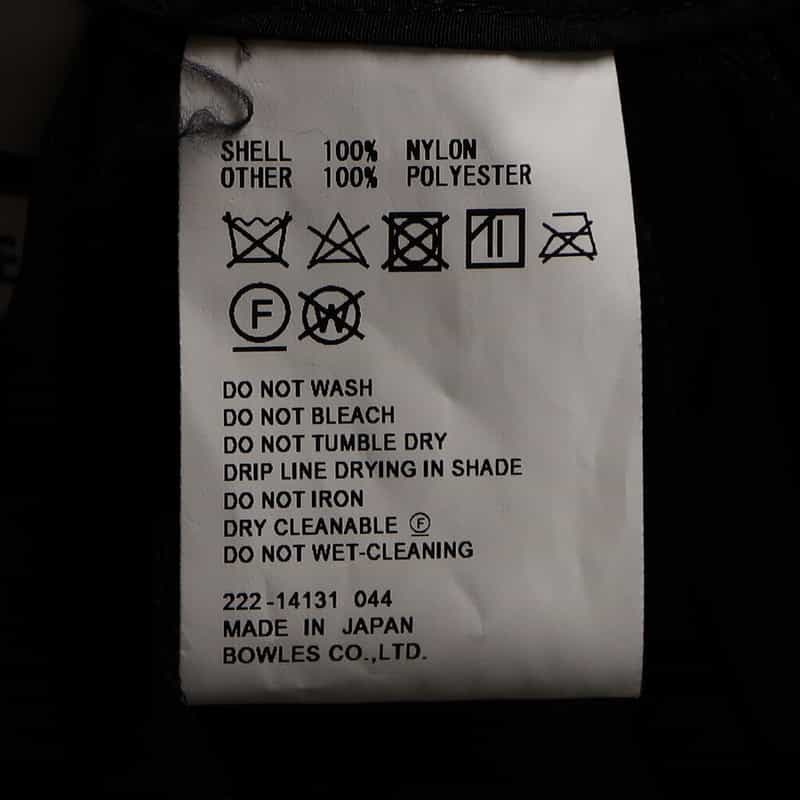 SHELL 100% NYLON
OTHER 100% POLYESTER
F W
DO NOT WASH
DO NOT BLEACH
DO NOT TUMBLE DRY
DRIP LINE DRYING IN SHADE
DO NOT IRON
DRY CLEANABLE Ⓕ
DO NOT WET-CLEANING
222-14131 044
MADE IN JAPAN
BOWLES CO.,LTD.